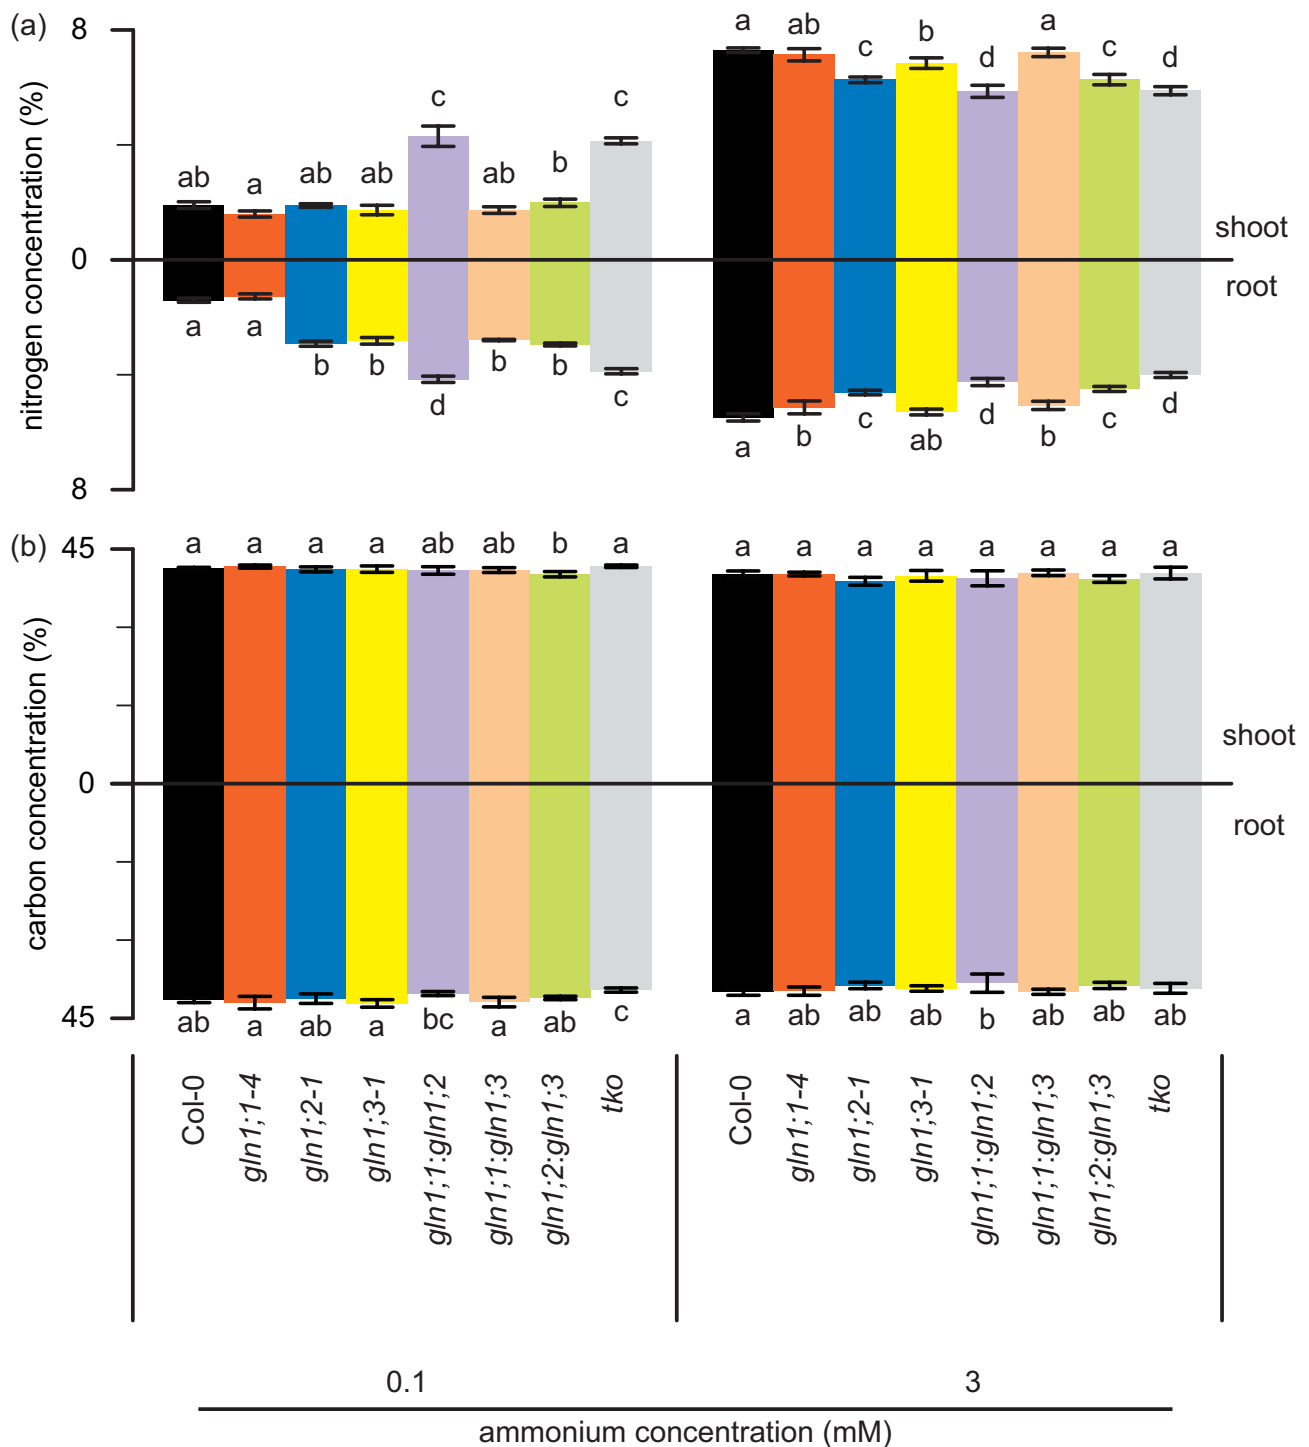 (a)
8
0
8
nitrogen concentration (%)
ab a ab ab c ab b c
a ab c b d a c d
shoot
root
a a b b d b b c
a b c ab d b c d
(b)
45
0
45
carbon concentration (%)
a a a a ab ab b a
a a a a a a a a
shoot
root
ab a ab a bc a ab c
a ab ab ab b ab ab ab
Col-0
gln1;1-4
gln1;2-1
gln1;3-1
gln1;1:gln1;2
gln1;1:gln1;3
gln1;2:gln1;3
tko
Col-0
gln1;1-4
gln1;2-1
gln1;3-1
gln1;1:gln1;2
gln1;1:gln1;3
gln1;2:gln1;3
tko
0.1
3
ammonium concentration (mM)